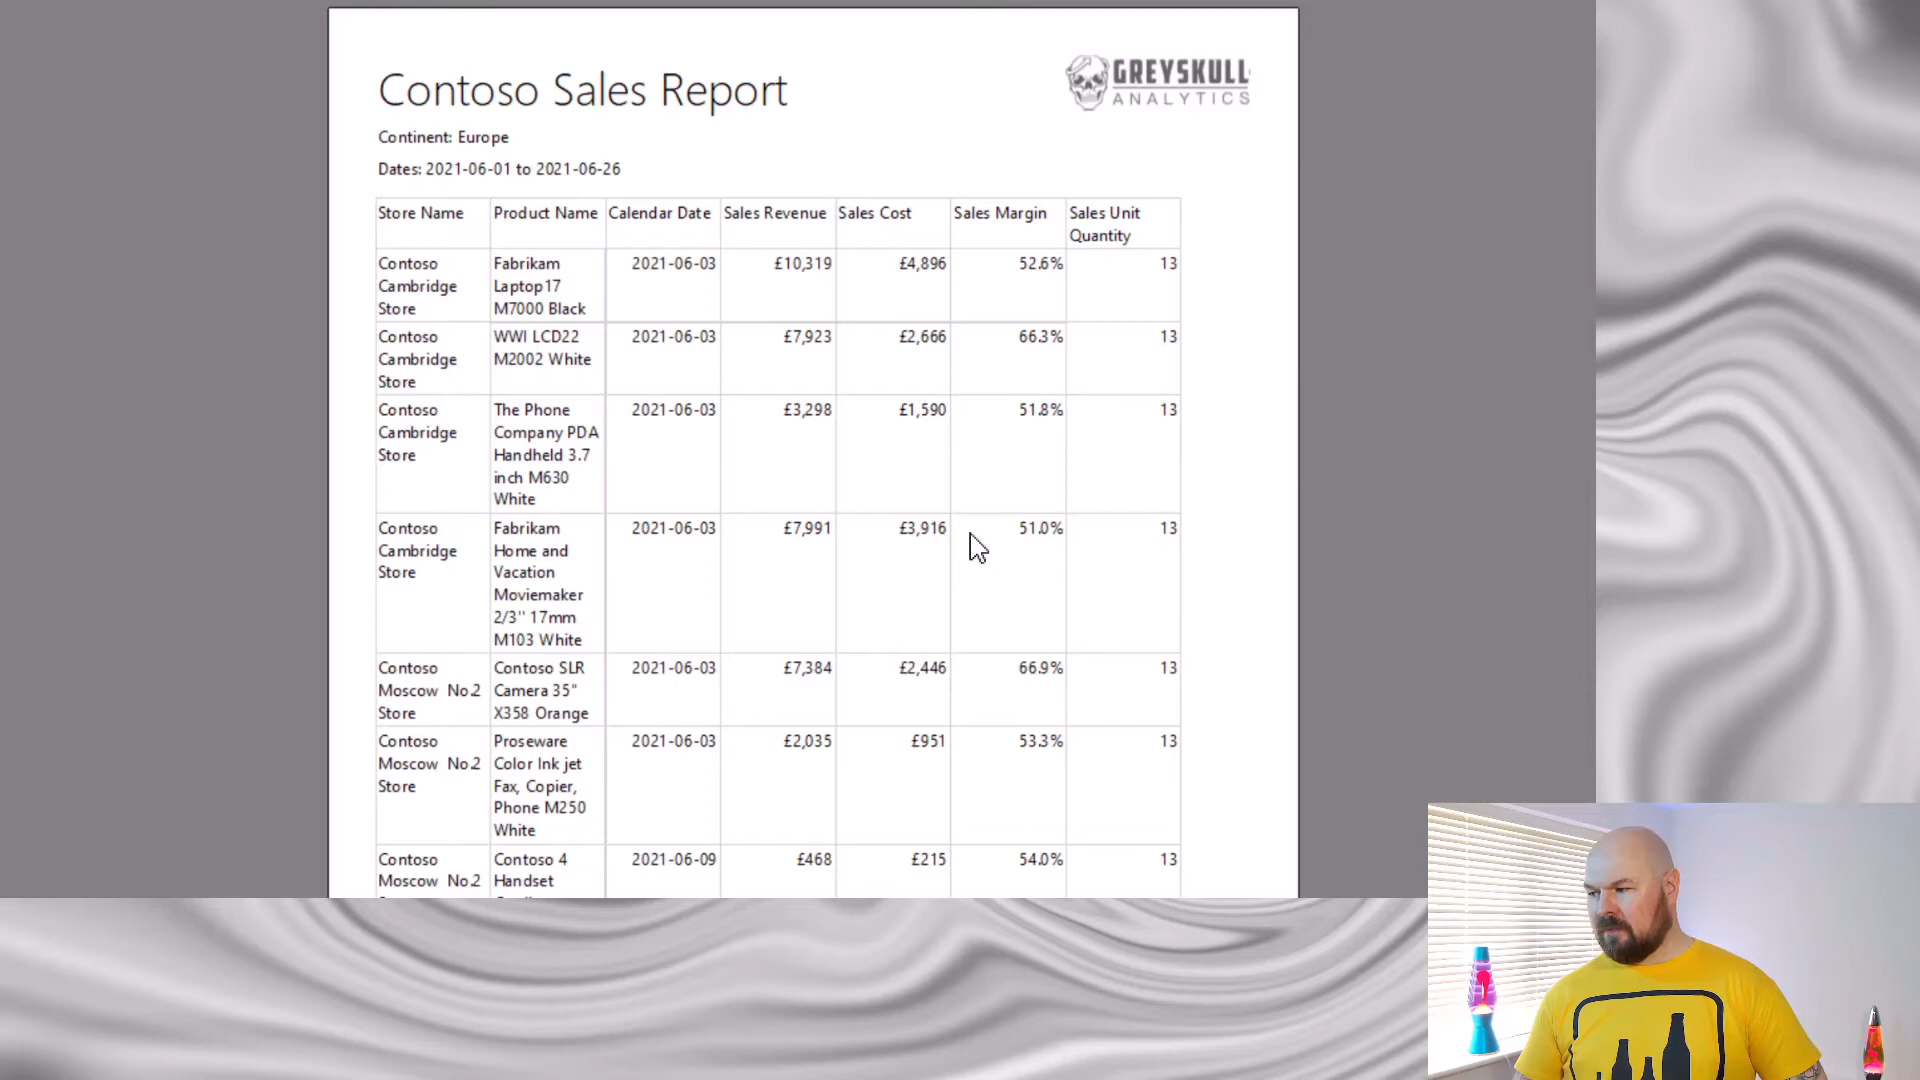 Contoso Sales Report
GREYSKULL
ANALYTICS
Continent: Europe
Dates: 2021-06-01 to 2021-06-26
Store Name Product Name Calendar Date Sales Revenue Sales Cost Sales Margin Sales Unit
Quantity
Contoso Fabrikam 2021-06-03 £10,319 £4,896 52.6% 13
Cambridge Laptop17
Store M7000 Black
Contoso WWI LCD22 2021-06-03 £7,923 £2,666 66.3% 13
Cambridge M2002 White
Store
Contoso The Phone 2021-06-03 £3,298 £1,590 51.8% 13
Cambridge Company PDA
Store Handheld 3.7
inch M630
White
Contoso Fabrikam 2021-06-03 £7,991 £3,916 51.0% 13
Cambridge Home and
Store Vacation
Moviemaker
2/3'' 17mm
M103 White
Contoso Contoso SLR 2021-06-03 £7,384 £2,446 66.9% 13
Moscow No.2 Camera 35"
Store X358 Orange
Contoso Proseware 2021-06-03 £2,035 £951 53.3% 13
Moscow No.2 Color Ink jet
Store Fax, Copier,
Phone M250
White
Contoso Contoso 4 2021-06-09 £468 £215 54.0% 13
Moscow No.2 Handset